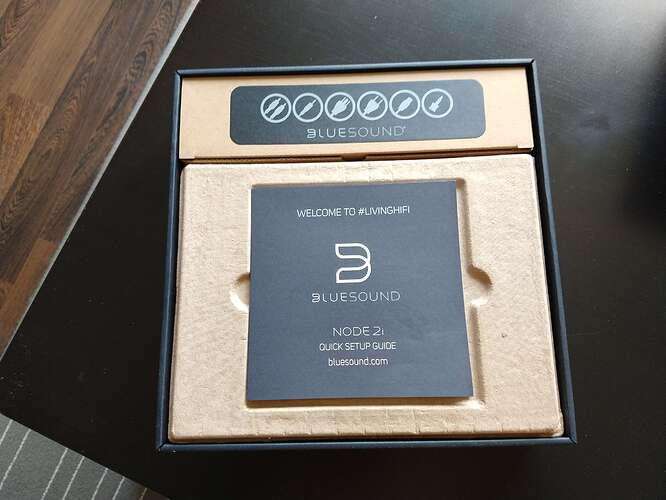 BLUESOUND
WELCOME TO #LIVINGHIFI
BLUESOUND
NODE 2i
QUICK SETUP GUIDE
bluesound.com